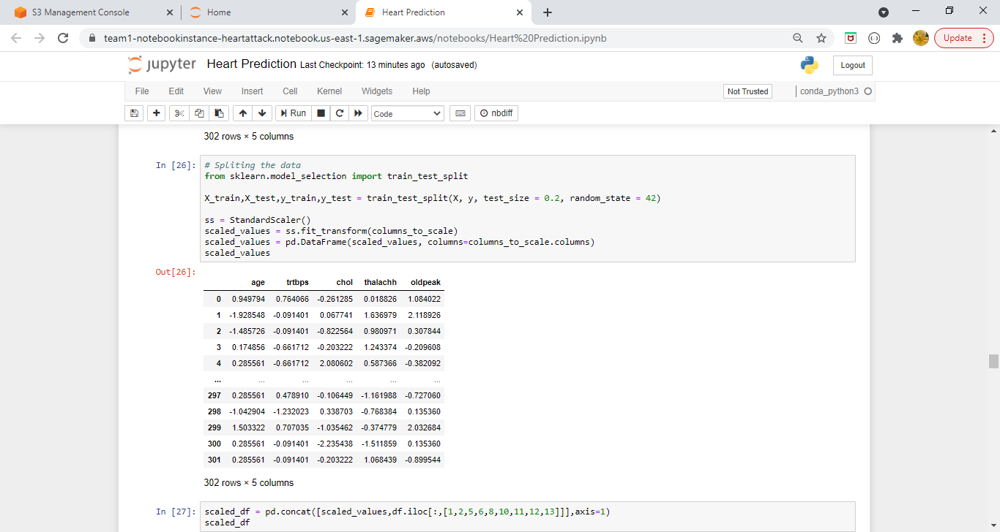 S3 Management Console
Home
Heart Prediction
team1-notebookinstance-heartattack.notebook.us-east-1.sagemaker.aws/notebooks/Heart%20Prediction.ipynb
Update
jupyter Heart Prediction Last Checkpoint: 13 minutes ago (autosaved)
Logout
File Edit View Insert Cell Kernel Widgets Help
Not Trusted
conda_python3
Run
Code
nbdiff
302 rows × 5 columns
In [26]:
# Spliting the data
from sklearn.model_selection import train_test_split
X_train,X_test,y_train,y_test = train_test_split(X, y, test_size = 0.2, random_state = 42)
ss = StandardScaler()
scaled_values = ss.fit_transform(columns_to_scale)
scaled_values = pd.DataFrame(scaled_values, columns=columns_to_scale.columns)
scaled_values
Out[26]:
age trtbps chol thalachh oldpeak
0 0.949794 0.764066 -0.261285 0.018826 1.084022
1 -1.928548 -0.091401 0.067741 1.636979 2.118926
2 -1.485726 -0.091401 -0.822564 0.980971 0.307844
3 0.174856 -0.661712 -0.203222 1.243374 -0.209608
4 0.285561 -0.661712 2.080602 0.587366 -0.382092
... ... ... ... ... ...
297 0.285561 0.478910 -0.106449 -1.161988 -0.727060
298 -1.042904 -1.232023 0.338703 -0.768384 0.135360
299 1.503322 0.707035 -1.035462 -0.374779 2.032684
300 0.285561 -0.091401 -2.235438 -1.511859 0.135360
301 0.285561 -0.091401 -0.203222 1.068439 -0.899544
302 rows × 5 columns
In [27]:
scaled_df = pd.concat([scaled_values,df.iloc[:,[1,2,5,6,8,10,11,12,13]]],axis=1)
scaled_df